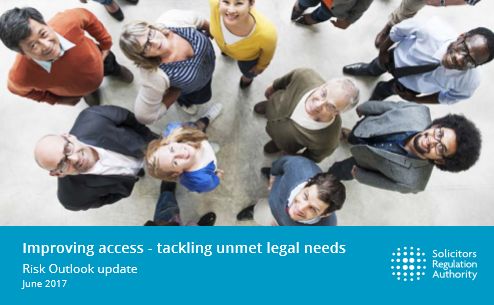 Improving access - tackling unmet legal needs
Risk Outlook update
June 2017
Solicitors
Regulation
Authority